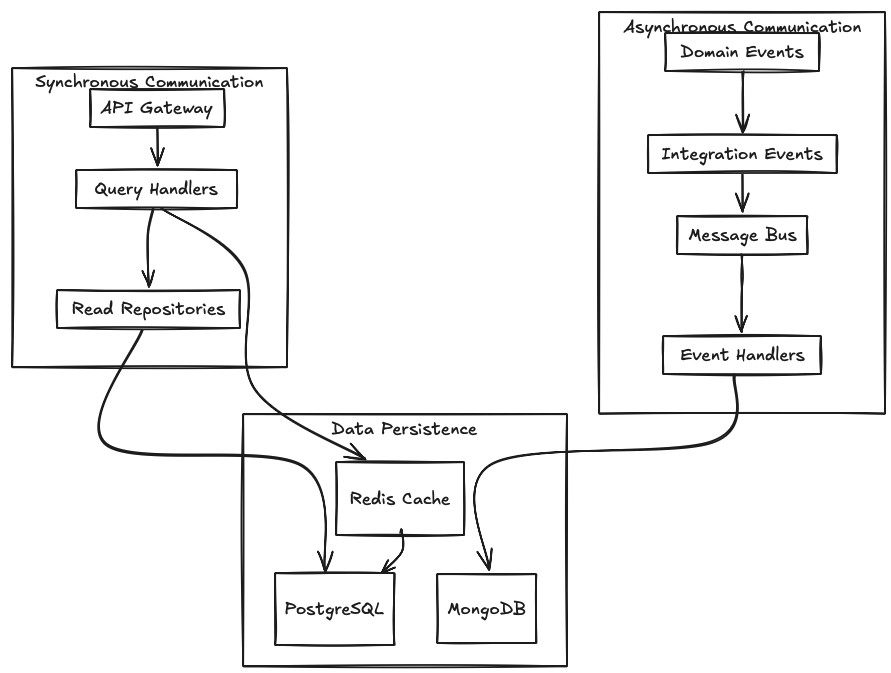 Synchronous Communication
API Gateway
Query Handlers
Read Repositories
Asynchronous Communication
Domain Events
Integration Events
Message Bus
Event Handlers
Data Persistence
Redis Cache
PostgreSQL
MongoDB